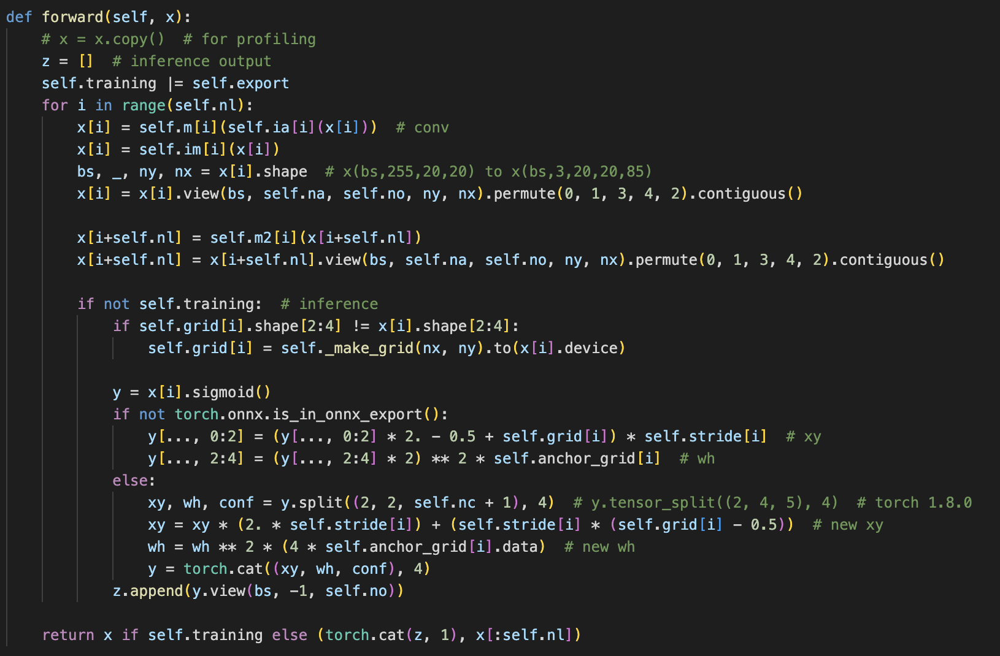 def forward(self, x):
    # x = x.copy()  # for profiling
    z = []  # inference output
    self.training |= self.export
    for i in range(self.nl):
        x[i] = self.m[i](self.ia[i](x[i]))  # conv
        x[i] = self.im[i](x[i])
        bs, _, ny, nx = x[i].shape  # x(bs,255,20,20) to x(bs,3,20,20,85)
        x[i] = x[i].view(bs, self.na, self.no, ny, nx).permute(0, 1, 3, 4, 2).contiguous()

        x[i+self.nl] = self.m2[i](x[i+self.nl])
        x[i+self.nl] = x[i+self.nl].view(bs, self.na, self.no, ny, nx).permute(0, 1, 3, 4, 2).contiguous()

        if not self.training:  # inference
            if self.grid[i].shape[2:4] != x[i].shape[2:4]:
                self.grid[i] = self._make_grid(nx, ny).to(x[i].device)

            y = x[i].sigmoid()
            if not torch.onnx.is_in_onnx_export():
                y[..., 0:2] = (y[..., 0:2] * 2. - 0.5 + self.grid[i]) * self.stride[i]  # xy
                y[..., 2:4] = (y[..., 2:4] * 2) ** 2 * self.anchor_grid[i]  # wh
            else:
                xy, wh, conf = y.split((2, 2, self.nc + 1), 4)  # y.tensor_split((2, 4, 5), 4)  # torch 1.8.0
                xy = xy * (2. * self.stride[i]) + (self.stride[i] * (self.grid[i] - 0.5))  # new xy
                wh = wh ** 2 * (4 * self.anchor_grid[i].data)  # new wh
                y = torch.cat((xy, wh, conf), 4)
            z.append(y.view(bs, -1, self.no))

    return x if self.training else (torch.cat(z, 1), x[:self.nl])